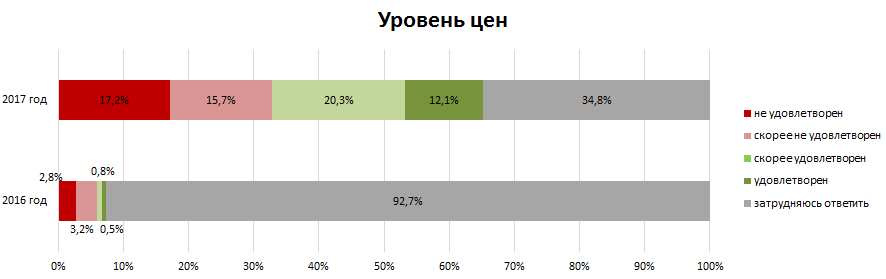 Уровень цен
2017 год
17,2%
15,7%
20,3%
12,1%
34,8%
2016 год
2,8%
3,2%
0,8%
0,5%
92,7%
0%
10%
20%
30%
40%
50%
60%
70%
80%
90%
100%
не удовлетворен
скорее не удовлетворен
скорее удовлетворен
удовлетворен
затрудняюсь ответить